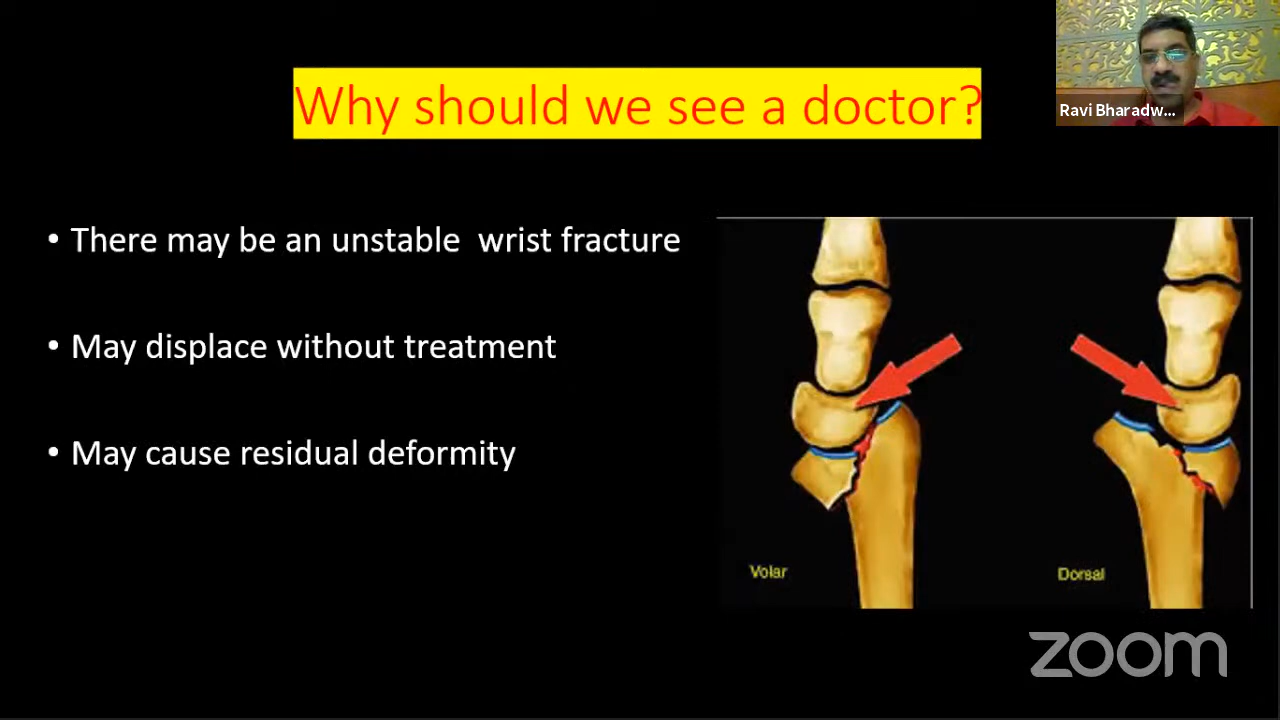 Why should we see a doctor?
Ravi Bharadw...
• There may be an unstable  wrist fracture
• May displace without treatment
• May cause residual deformity
Volar
Dorsal
zoom